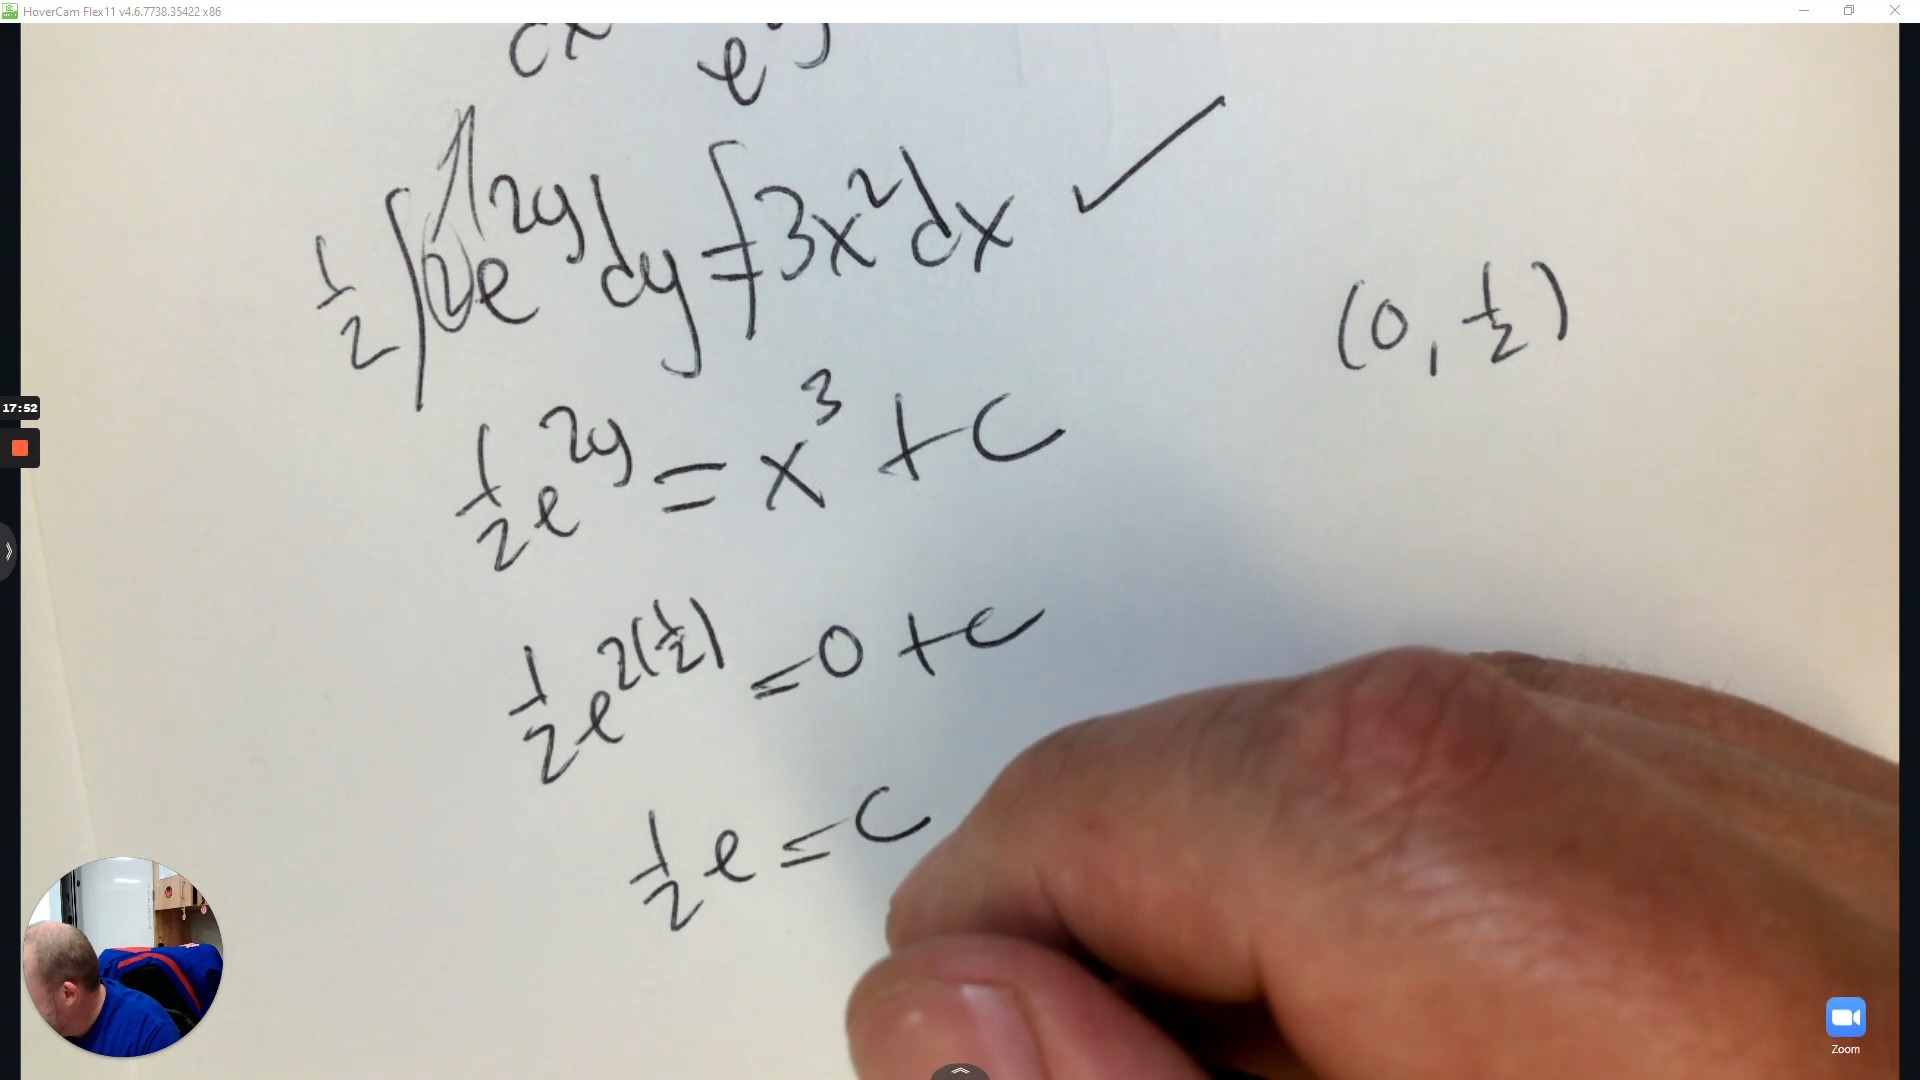 HoverCam Flex11 v4.6.7738.35422 x86
dx e^y
1/2 ∫ 2e^2y dy = ∫ 3x^2 dx ✓
(0, 1/2)
17:52
1/2 e^2y = x^3 + C
1/2 e^2(1/2) = 0 + C
1/2 e = C
Zoom